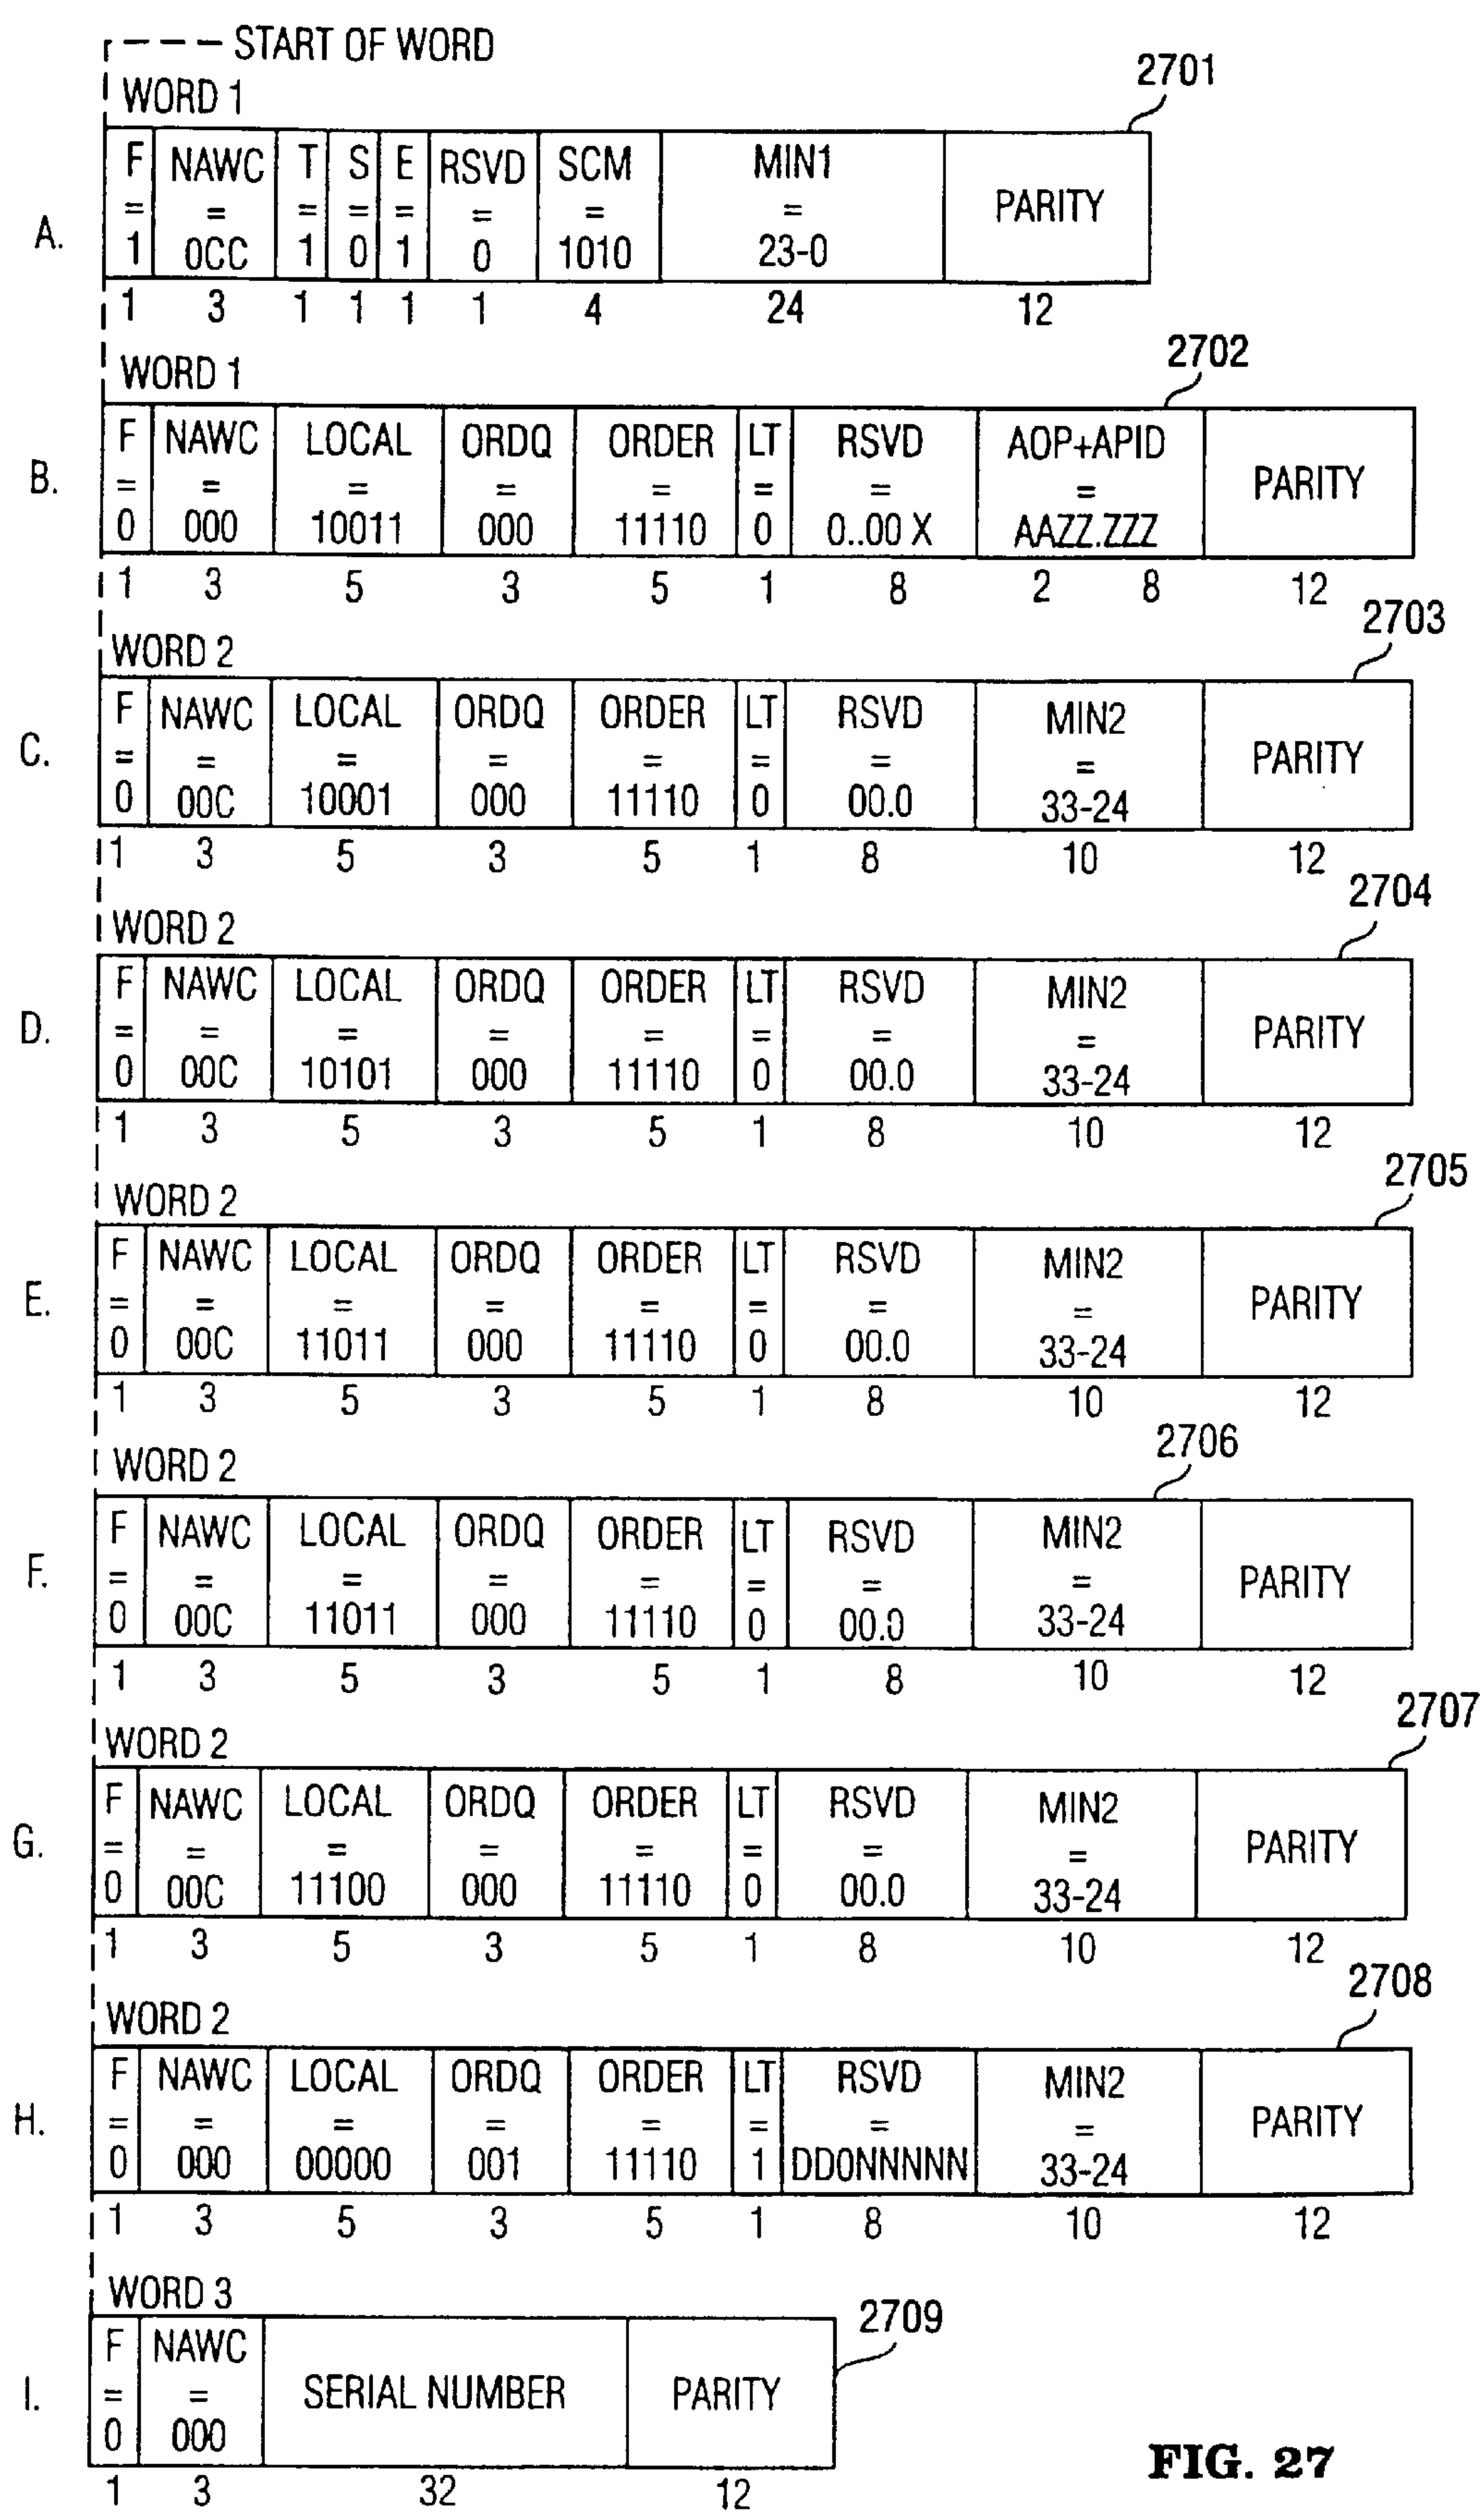 START OF WORD
WORD 1
2701
F NAWC T S E RSVD SCM MIN1
= = = = = = = = PARITY
A.
1 0CC 1 0 1 0 1010 23-0
1 3 1 1 1 1 4 24 12
WORD 1
2702
F NAWC LOCAL ORDQ ORDER LT RSVD AOP+APID
B. = = = = = = = = PARITY
0 000 10011 000 11110 0 0..00 X AAZZ.ZZZ
1 3 5 3 5 1 8 2 8 12
WORD 2
2703
F NAWC LOCAL ORDQ ORDER LT RSVD MIN2
C. = = = = = = = = PARITY
0 00C 10001 000 11110 0 00.0 33-24
1 3 5 3 5 1 8 10 12
WORD 2
2704
F NAWC LOCAL ORDQ ORDER LT RSVD MIN2
D. = = = = = = = = PARITY
0 00C 10101 000 11110 0 00.0 33-24
1 3 5 3 5 1 8 10 12
WORD 2
2705
F NAWC LOCAL ORDQ ORDER LT RSVD MIN2
E. = = = = = = = = PARITY
0 00C 11011 000 11110 0 00.0 33-24
1 3 5 3 5 1 8 10 12
WORD 2
2706
F NAWC LOCAL ORDQ ORDER LT RSVD MIN2
F. = = = = = = = = PARITY
0 00C 11011 000 11110 0 00.0 33-24
1 3 5 3 5 1 8 10 12
WORD 2
2707
F NAWC LOCAL ORDQ ORDER LT RSVD MIN2
G. = = = = = = = = PARITY
0 00C 11100 000 11110 0 00.0 33-24
1 3 5 3 5 1 8 10 12
WORD 2
2708
F NAWC LOCAL ORDQ ORDER LT RSVD MIN2
H. = = = = = = = = PARITY
0 000 00000 001 11110 1 DD0NNNNN 33-24
1 3 5 3 5 1 8 10 12
WORD 3
2709
F NAWC
I. = = SERIAL NUMBER PARITY
0 000
1 3 32 12
FIG. 27